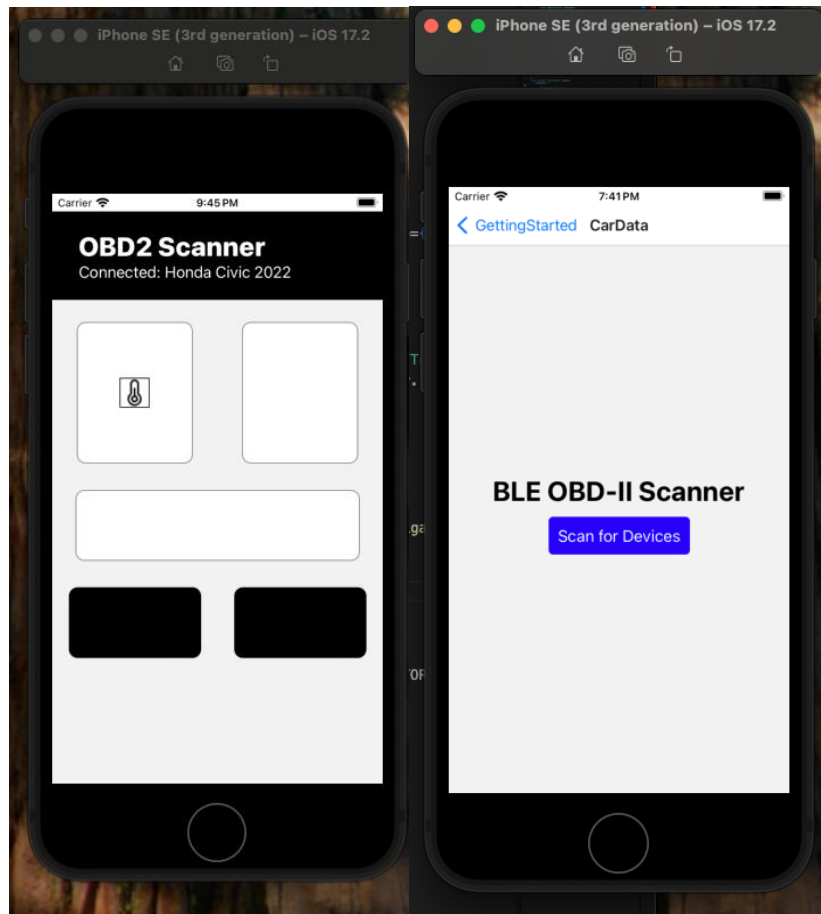 iPhone SE (3rd generation) – iOS 17.2
Carrier
9:45 PM
OBD2 Scanner
Connected: Honda Civic 2022
iPhone SE (3rd generation) – iOS 17.2
Carrier
7:41 PM
GettingStarted
CarData
BLE OBD-II Scanner
Scan for Devices